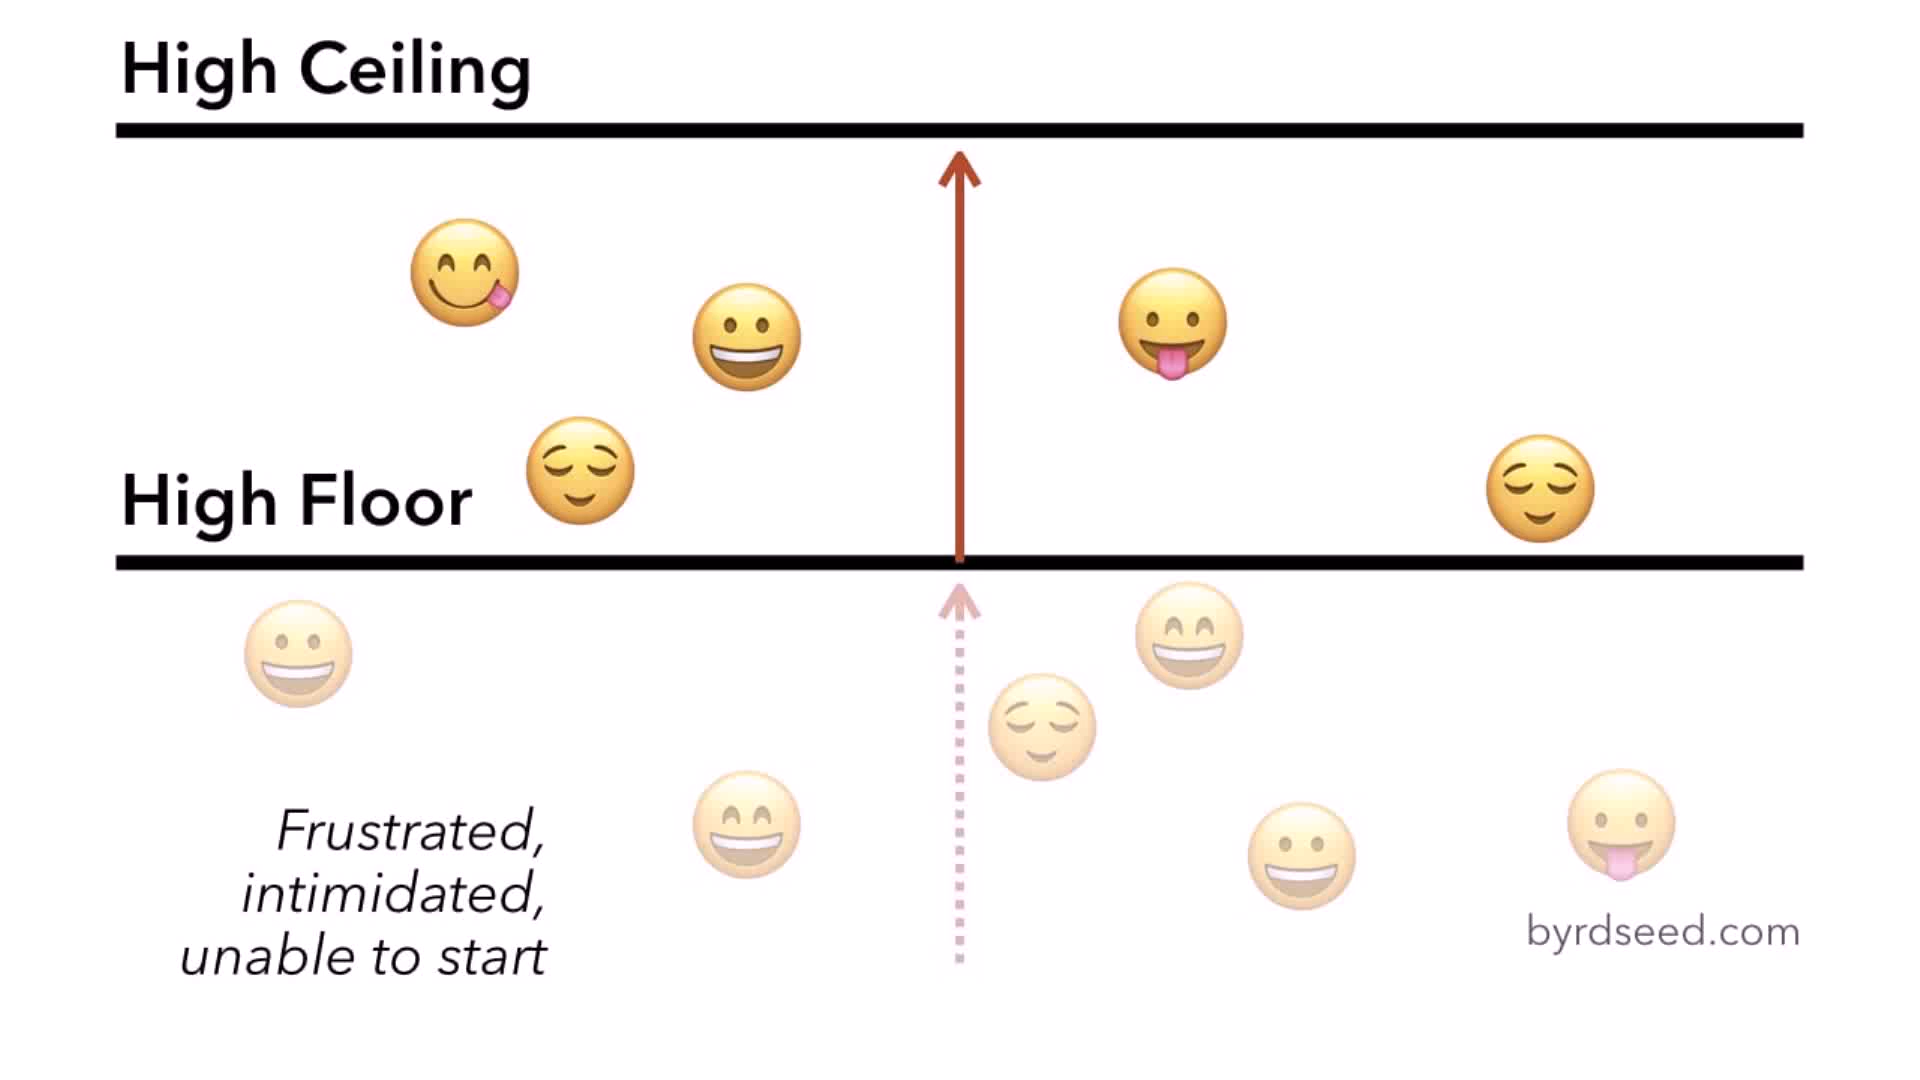 High Ceiling
High Floor
Frustrated,
intimidated,
unable to start
byrdseed.com